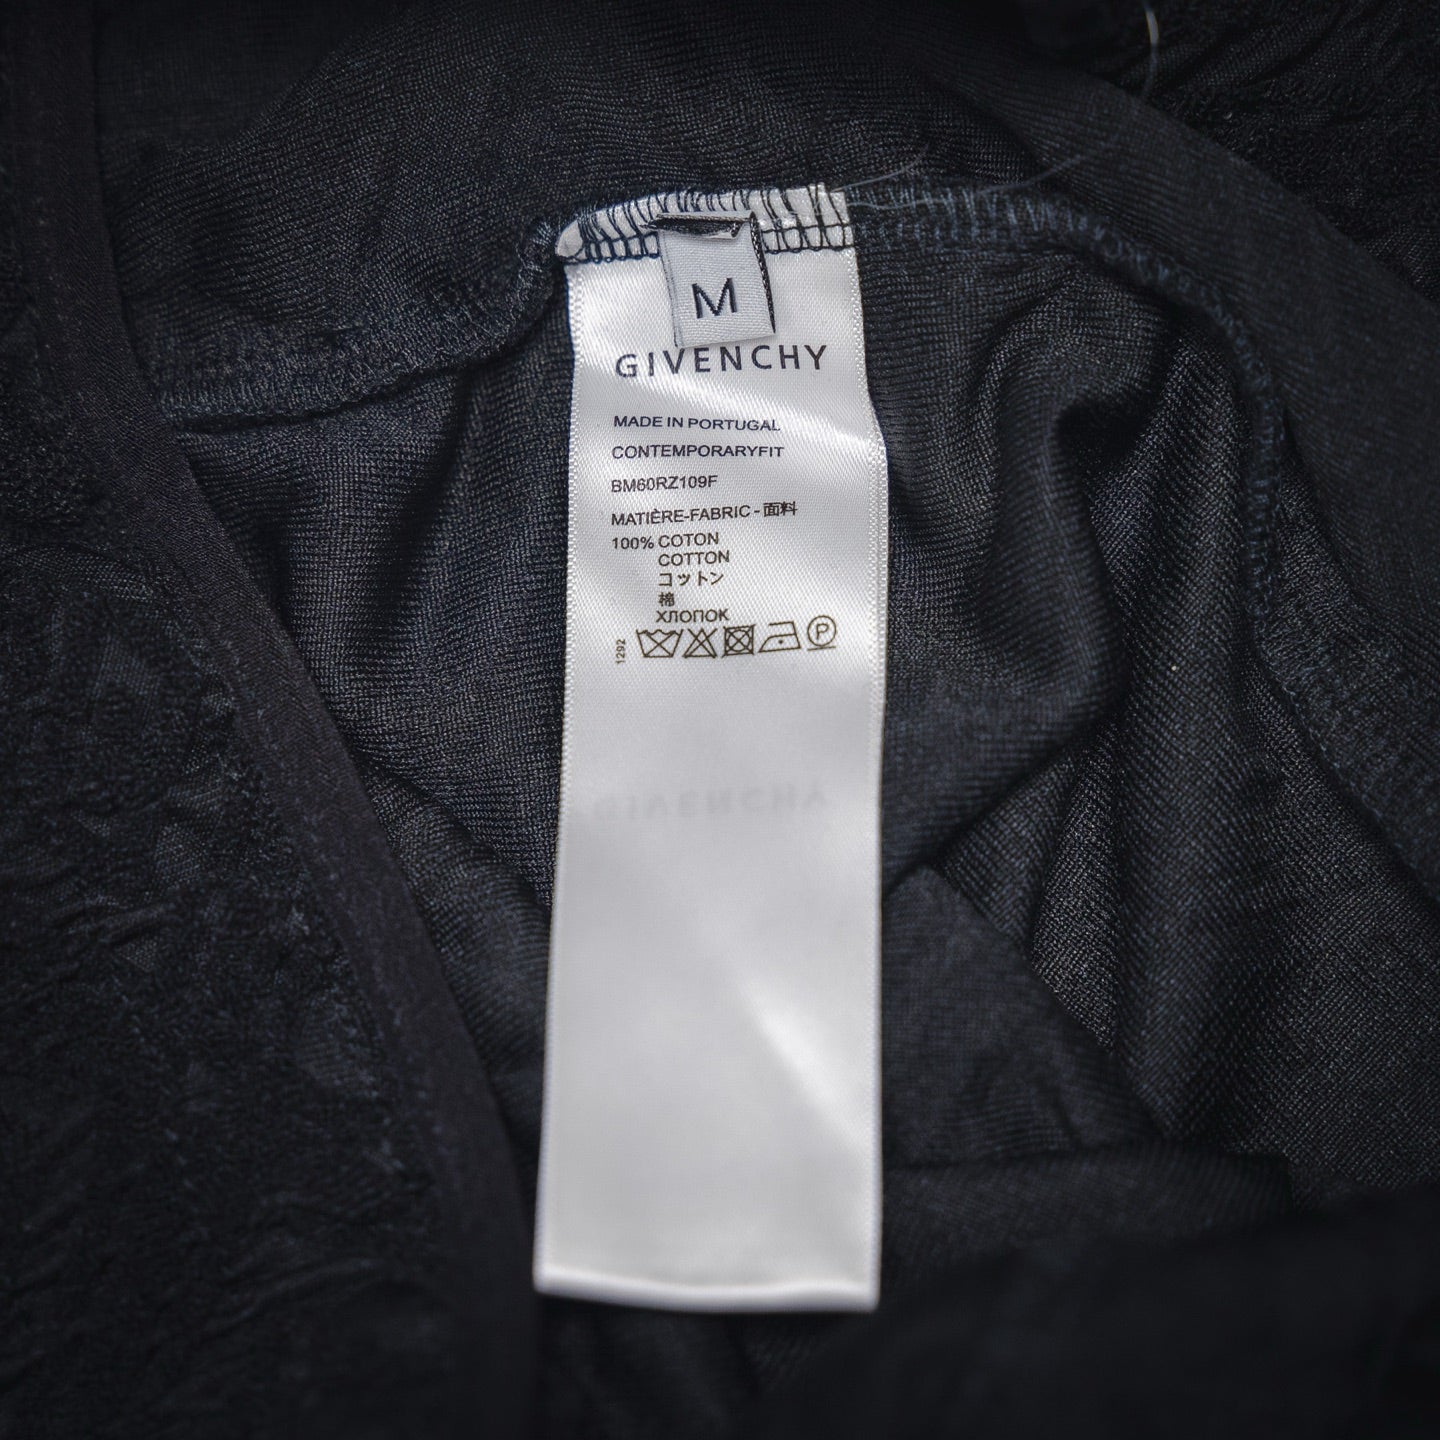 M
GIVENCHY
MADE IN PORTUGAL
CONTEMPORARYFIT
BM60RZ109F
MATIÈRE-FABRIC - 面料
100% COTON
COTTON
コットン
棉
ХЛОПОК
1292
P
GIVENCHY